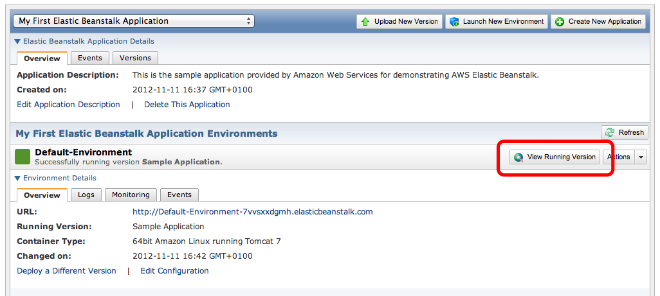 My First Elastic Beanstalk Application Upload New Version Launch New Environment Create New Application
Elastic Beanstalk Application Details
Overview Events Versions
Application Description: This is the sample application provided by Amazon Web Services for demonstrating AWS Elastic Beanstalk.
Created on: 2012-11-11 16:37 GMT+0100
Edit Application Description | Delete This Application
My First Elastic Beanstalk Application Environments Refresh
Default-Environment
Successfully running version Sample Application. View Running Version Actions
Environment Details
Overview Logs Monitoring Events
URL: http://Default-Environment-7vvsxxdgmh.elasticbeanstalk.com
Running Version: Sample Application
Container Type: 64bit Amazon Linux running Tomcat 7
Changed on: 2012-11-11 16:42 GMT+0100
Deploy a Different Version | Edit Configuration